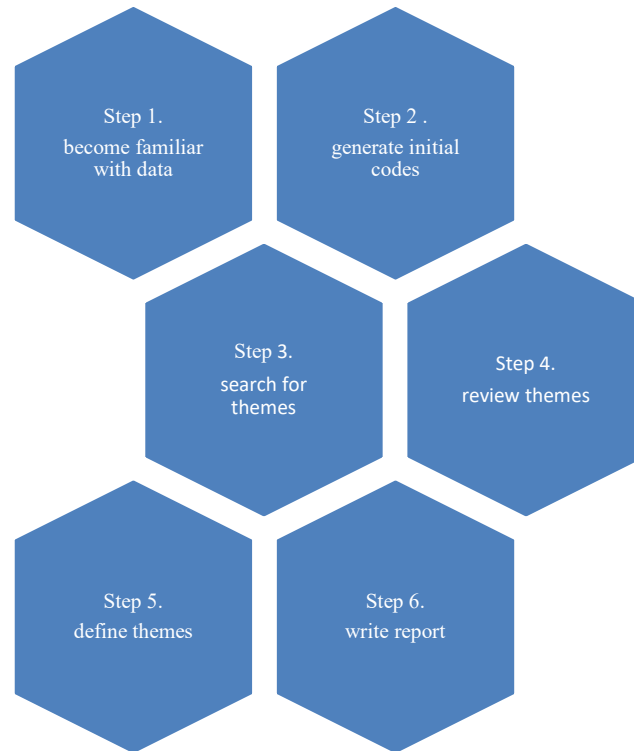 Step 1.
become familiar
with data
Step 2 .
generate initial
codes
Step 3.
search for
themes
Step 4.
review themes
Step 5.
define themes
Step 6.
write report